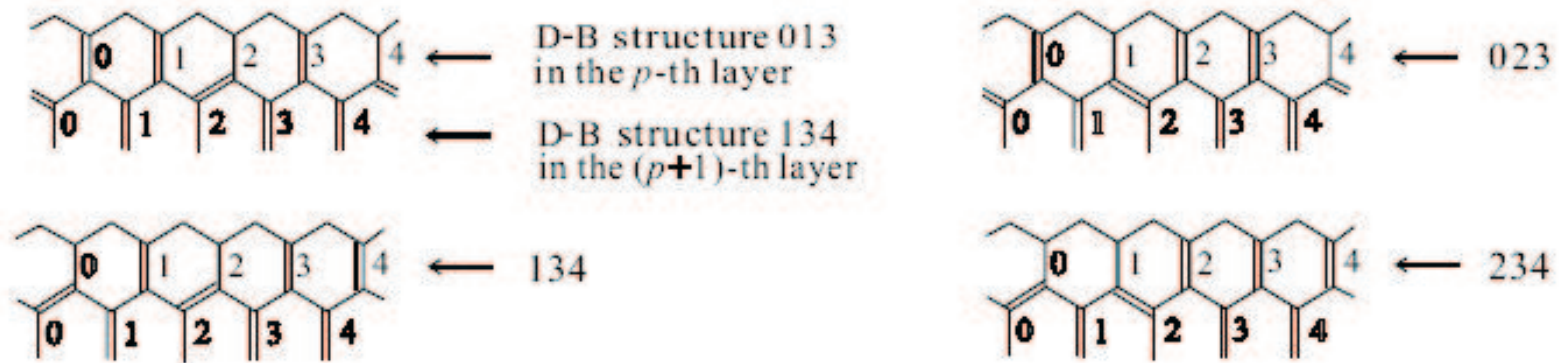 0 1 2 3 4
D-B structure 013
in the p-th layer
0 1 2 3 4
D-B structure 134
in the (p+1)-th layer
0 1 2 3 4
023
0 1 2 3 4
0 1 2 3 4
134
0 1 2 3 4
0 1 2 3 4
234
0 1 2 3 4